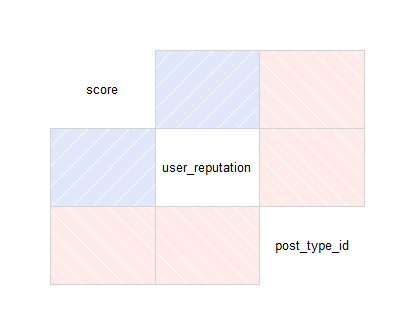 score
user_reputation
post_type_id